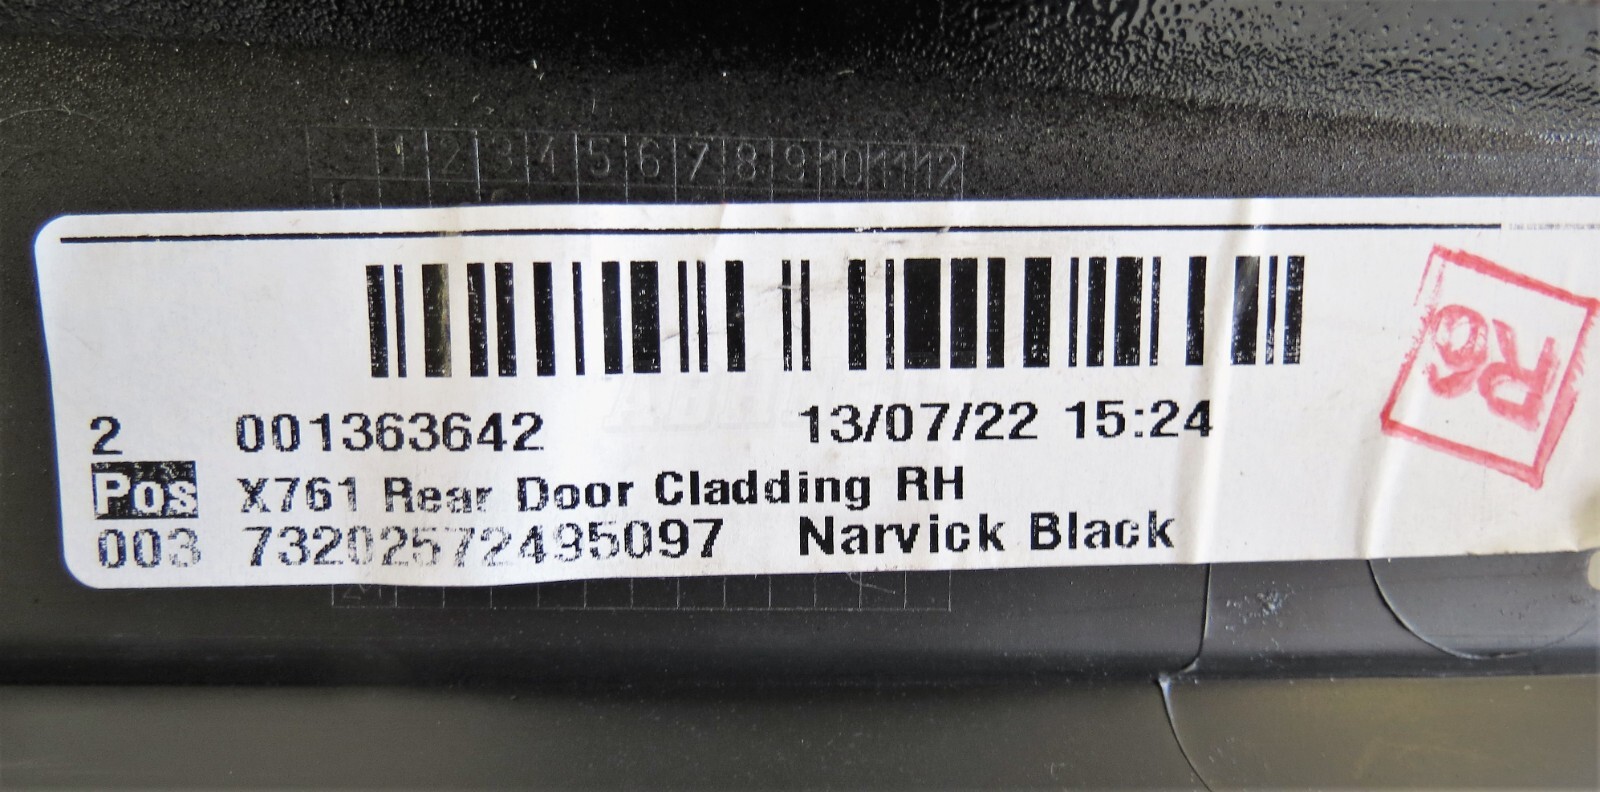 1 2 3 4 5 6 7 8 9 10 11 12
R6
2 001363642 13/07/22 15:24
Pos X761 Rear Door Cladding RH
003 73202572495097 Narvick Black